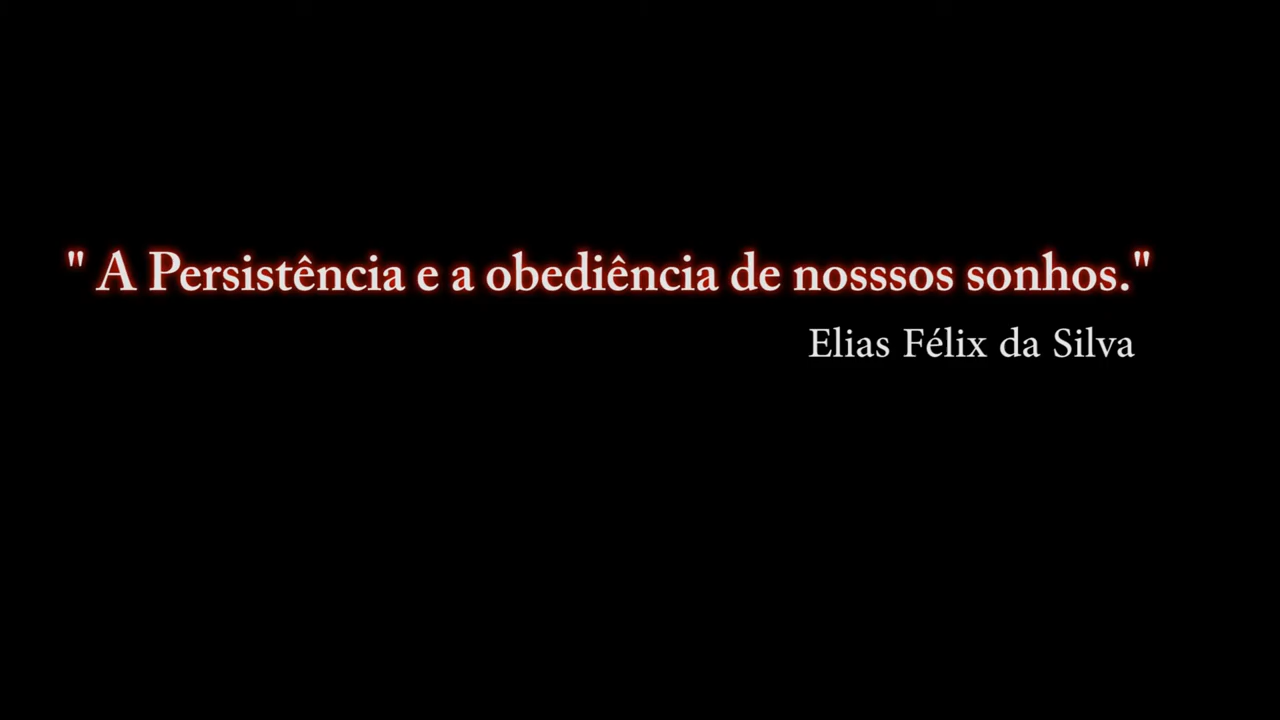 " A Persistência e a obediência de nosssos sonhos."
Elias Félix da Silva